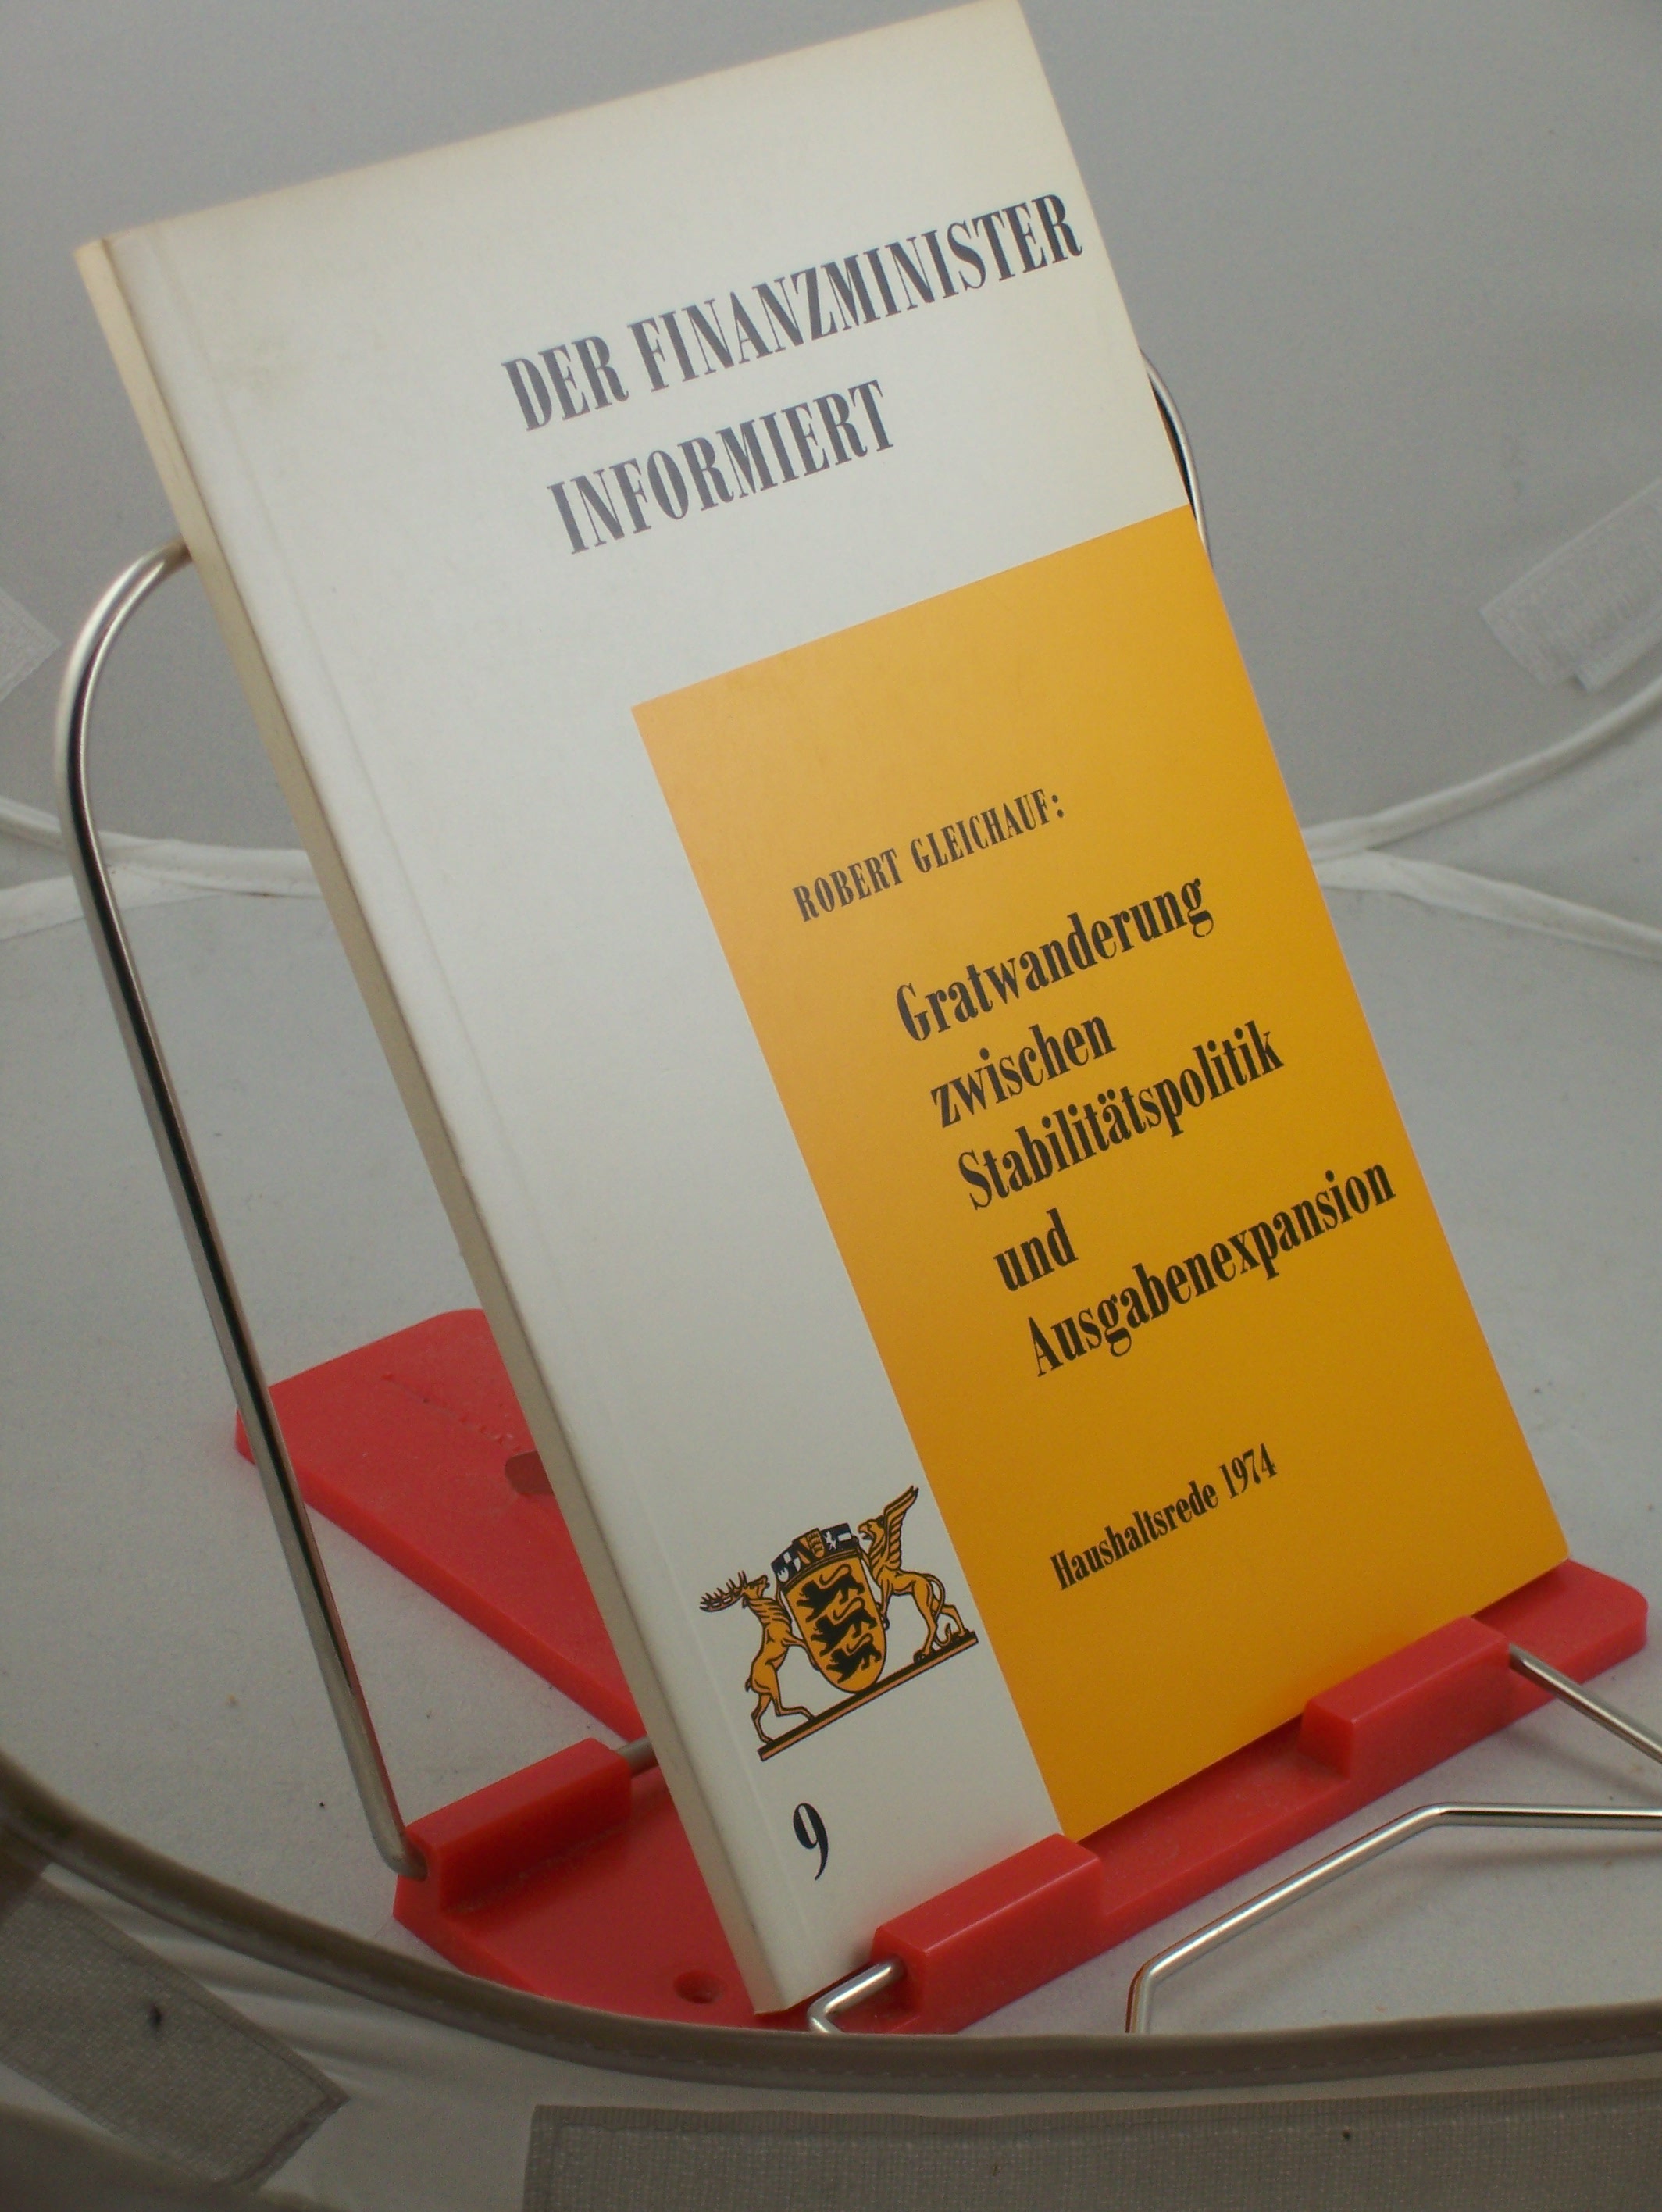 DER FINANZMINISTER
INFORMIERT
ROBERT GLEICHAUF:
Gratwanderung
zwischen
Stabilitätspolitik
und
Ausgabenexpansion
Haushaltsrede 1974
9